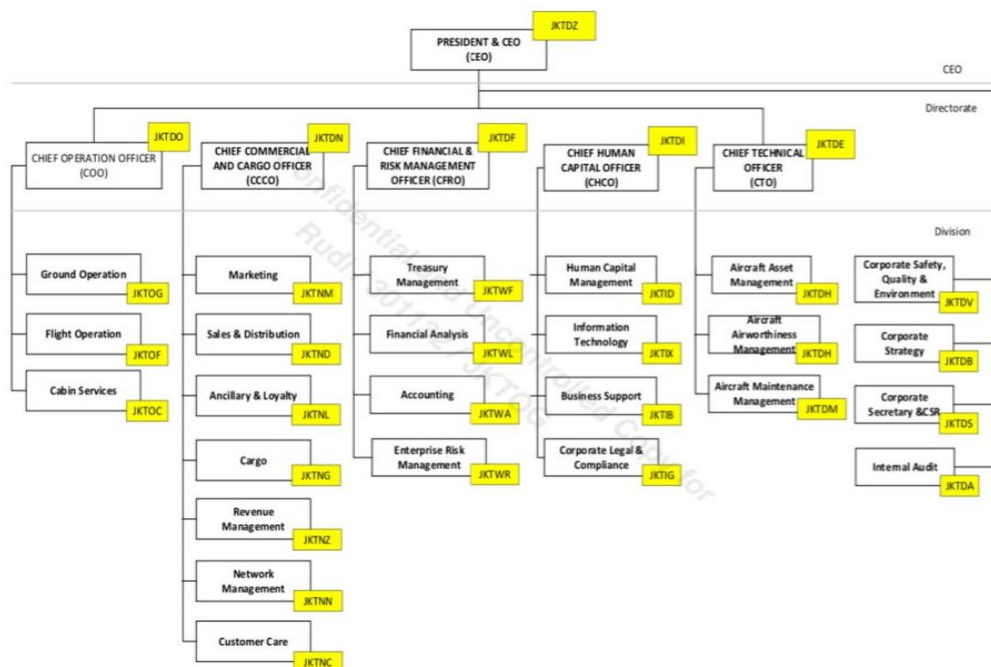 JKTDZ
PRESIDENT & CEO
(CEO)
CEO
Directorate
JKTDO
CHIEF OPERATION OFFICER
(COO)
JKTDN
CHIEF COMMERCIAL
AND CARGO OFFICER
(CCCO)
JKTDF
CHIEF FINANCIAL &
RISK MANAGEMENT
OFFICER (CFRO)
JKTDI
CHIEF HUMAN
CAPITAL OFFICER
(CHCO)
JKTDE
CHIEF TECHNICAL
OFFICER
(CTO)
Division
Ground Operation
JKTOG
Flight Operation
JKTOF
Cabin Services
JKTOC
Marketing
JKTNM
Sales & Distribution
JKTND
Ancillary & Loyalty
JKTNL
Cargo
JKTNG
Revenue
Management
JKTNZ
Network
Management
JKTNN
Customer Care
JKTNC
Treasury
Management
JKTWF
Financial Analysis
JKTWL
Accounting
JKTWA
Enterprise Risk
Management
JKTWR
Human Capital
Management
JKTID
Information
Technology
JKTIX
Business Support
JKTIB
Corporate Legal &
Compliance
JKTIG
Aircraft Asset
Management
JKTDH
Aircraft
Airworthiness
Management
JKTDH
Aircraft Maintenance
Management
JKTDM
Corporate Safety,
Quality &
Environment
JKTDV
Corporate
Strategy
JKTDB
Corporate
Secretary &CSR
JKTDS
Internal Audit
JKTDA
Uncontrolled Copy for
Rudi
JKTOG